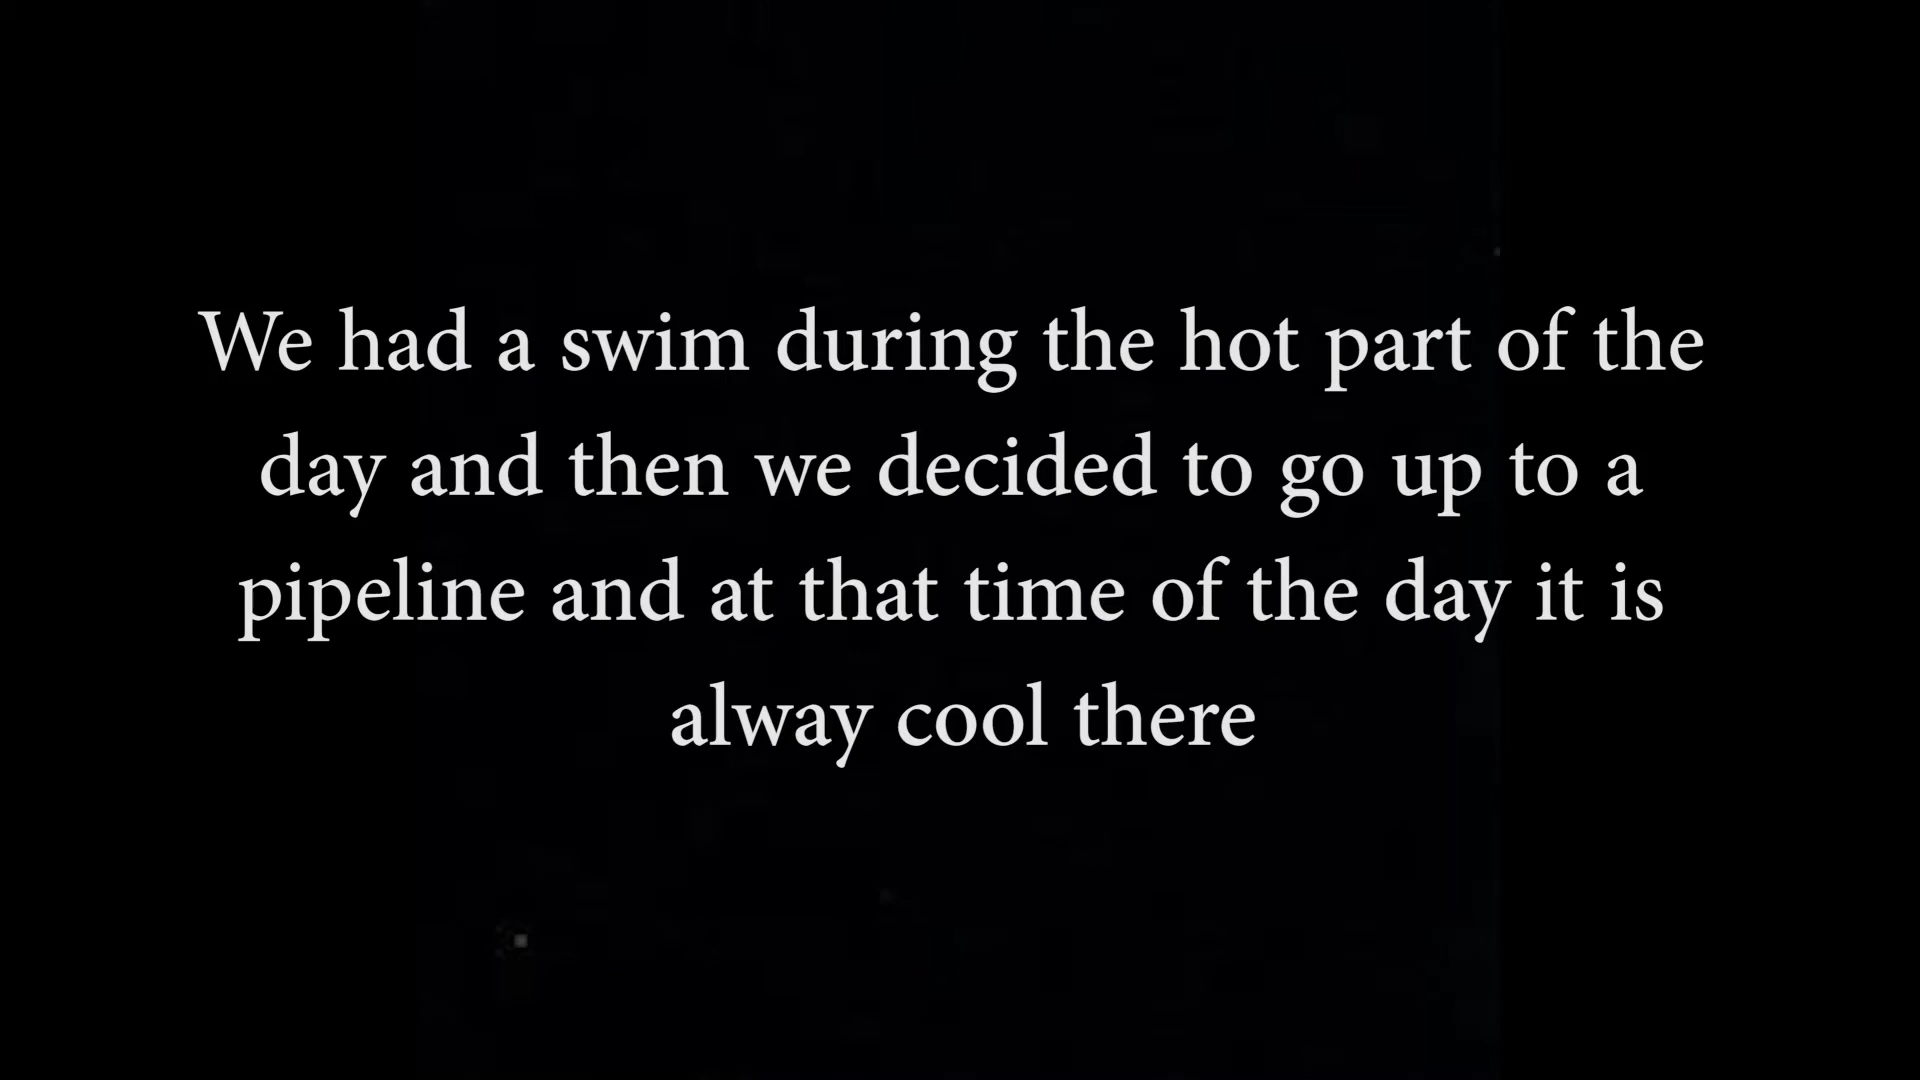 We had a swim during the hot part of the
day and then we decided to go up to a
pipeline and at that time of the day it is
alway cool there